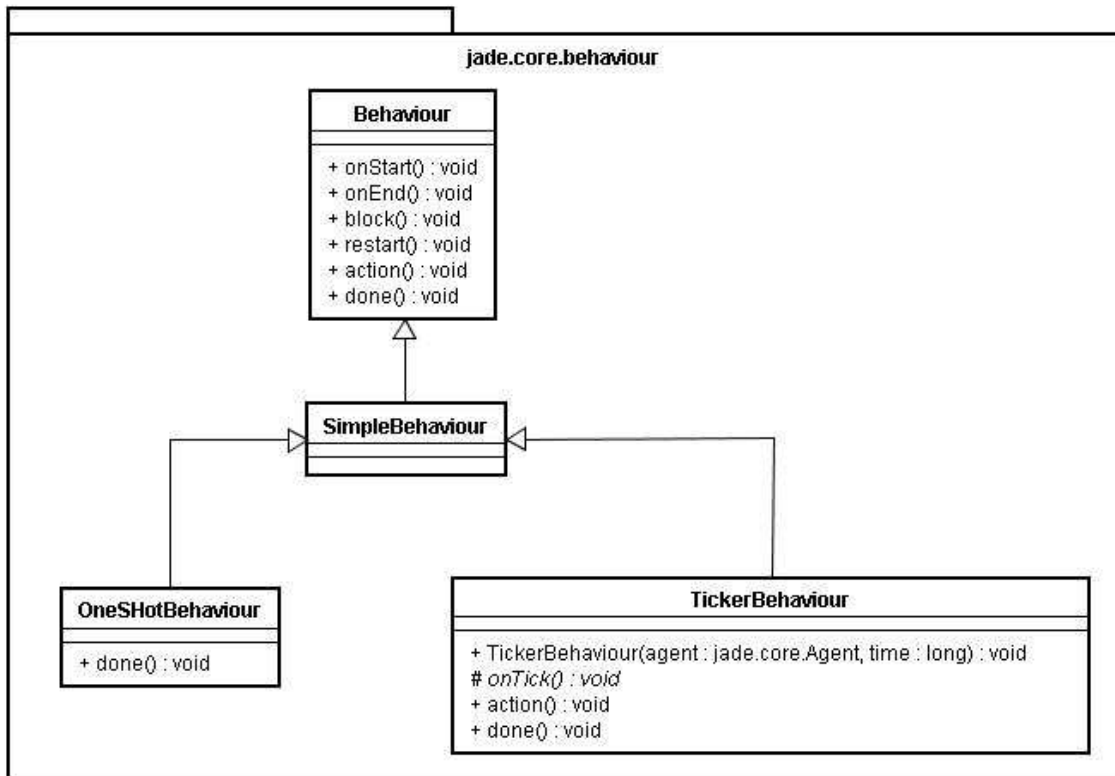 jade.core.behaviour
Behaviour
+ onStart() : void
+ onEnd() : void
+ block() : void
+ restart() : void
+ action() : void
+ done() : void
SimpleBehaviour
OneSHotBehaviour
+ done() : void
TickerBehaviour
+ TickerBehaviour(agent : jade.core.Agent, time : long) : void
# onTick() : void
+ action() : void
+ done() : void